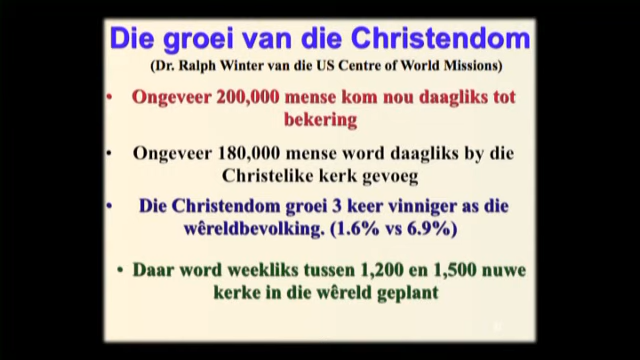 Die groei van die Christendom
(Dr. Ralph Winter van die US Centre of World Missions)
• Ongeveer 200,000 mense kom nou daagliks tot
bekering
• Ongeveer 180,000 mense word daagliks by die
Christelike kerk gevoeg
• Die Christendom groei 3 keer vinniger as die
wêreldbevolking. (1.6% vs 6.9%)
• Daar word weekliks tussen 1,200 en 1,500 nuwe
kerke in die wêreld geplant